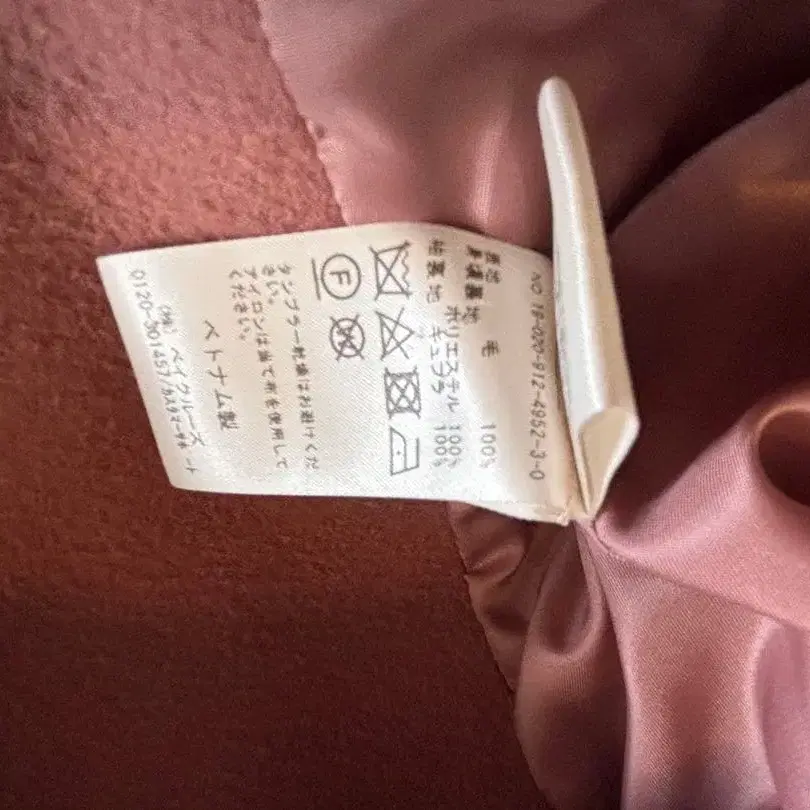 NO 18-020-912-4952-3-0
表地 毛 100%
身頃裏地 ポリエステル 100%
袖裏地 キュプラ 100%
F
タンブラー乾燥はお避けくだ
さい。
アイロンは当て布を使用して
ください。
ベトナム製
(株)ベイクルーズ
0120-301457/カスタマーサポート